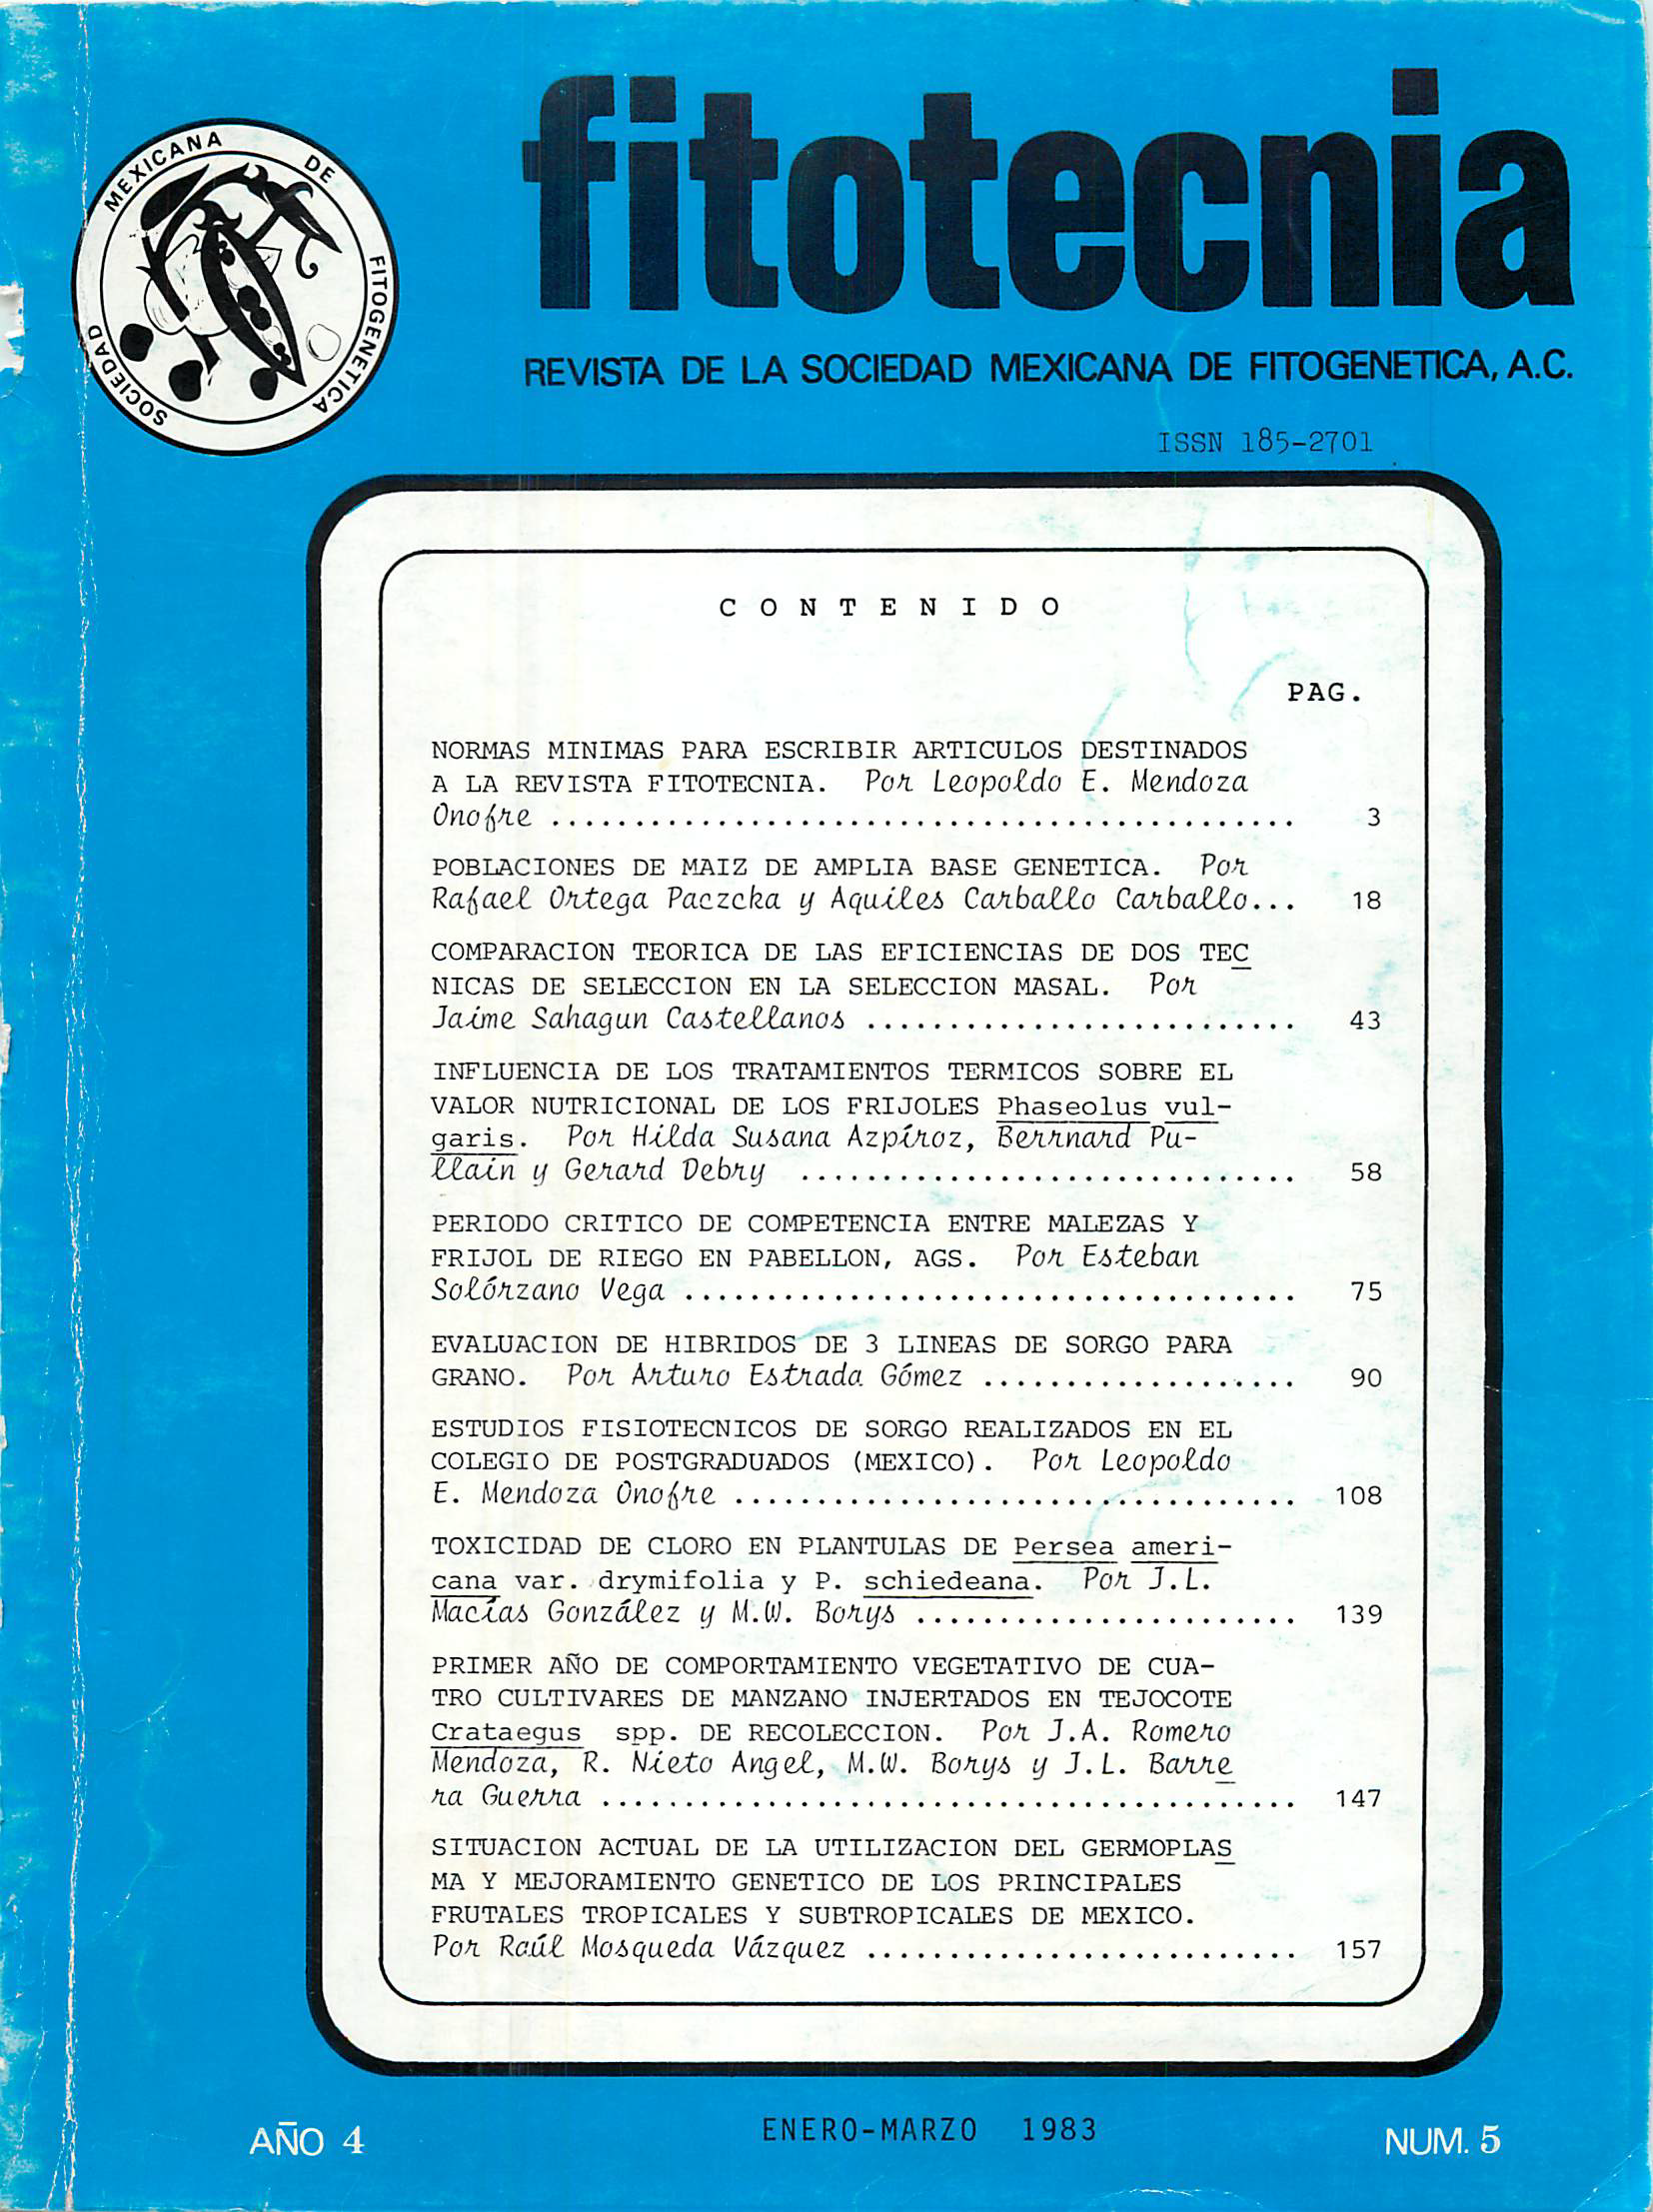 fitotecnia
SOCIEDAD MEXICANA DE FITOGENETICA
REVISTA DE LA SOCIEDAD MEXICANA DE FITOGENETICA, A.C.
ISSN 185-2701
CONTENIDO
PAG.
NORMAS MINIMAS PARA ESCRIBIR ARTICULOS DESTINADOS
A LA REVISTA FITOTECNIA. Por Leopoldo E. Mendoza
Onofre ............................................. 3
POBLACIONES DE MAIZ DE AMPLIA BASE GENETICA. Por
Rafael Ortega Paczcka y Aquiles Carballo Carballo... 18
COMPARACION TEORICA DE LAS EFICIENCIAS DE DOS TEC
NICAS DE SELECCION EN LA SELECCION MASAL. Por
Jaime Sahagun Castellanos .......................... 43
INFLUENCIA DE LOS TRATAMIENTOS TERMICOS SOBRE EL
VALOR NUTRICIONAL DE LOS FRIJOLES Phaseolus vul-
garis. Por Hilda Susana Azpíroz, Berrnard Pu-
llain y Gerard Debry .............................. 58
PERIODO CRITICO DE COMPETENCIA ENTRE MALEZAS Y
FRIJOL DE RIEGO EN PABELLON, AGS. Por Esteban
Solórzano Vega ..................................... 75
EVALUACION DE HIBRIDOS DE 3 LINEAS DE SORGO PARA
GRANO. Por Arturo Estrada Gómez ................... 90
ESTUDIOS FISIOTECNICOS DE SORGO REALIZADOS EN EL
COLEGIO DE POSTGRADUADOS (MEXICO). Por Leopoldo
E. Mendoza Onofre .................................. 108
TOXICIDAD DE CLORO EN PLANTULAS DE Persea ameri-
cana var. drymifolia y P. schiedeana. Por J.L.
Macías González y M.W. Borys ....................... 139
PRIMER AÑO DE COMPORTAMIENTO VEGETATIVO DE CUA-
TRO CULTIVARES DE MANZANO INJERTADOS EN TEJOCOTE
Crataegus spp. DE RECOLECCION. Por J.A. Romero
Mendoza, R. Nieto Angel, M.W. Borys y J.L. Barre
ra Guerra .......................................... 147
SITUACION ACTUAL DE LA UTILIZACION DEL GERMOPLAS
MA Y MEJORAMIENTO GENETICO DE LOS PRINCIPALES
FRUTALES TROPICALES Y SUBTROPICALES DE MEXICO.
Por Raúl Mosqueda Vázquez .......................... 157
AÑO 4
ENERO-MARZO 1983
NUM. 5